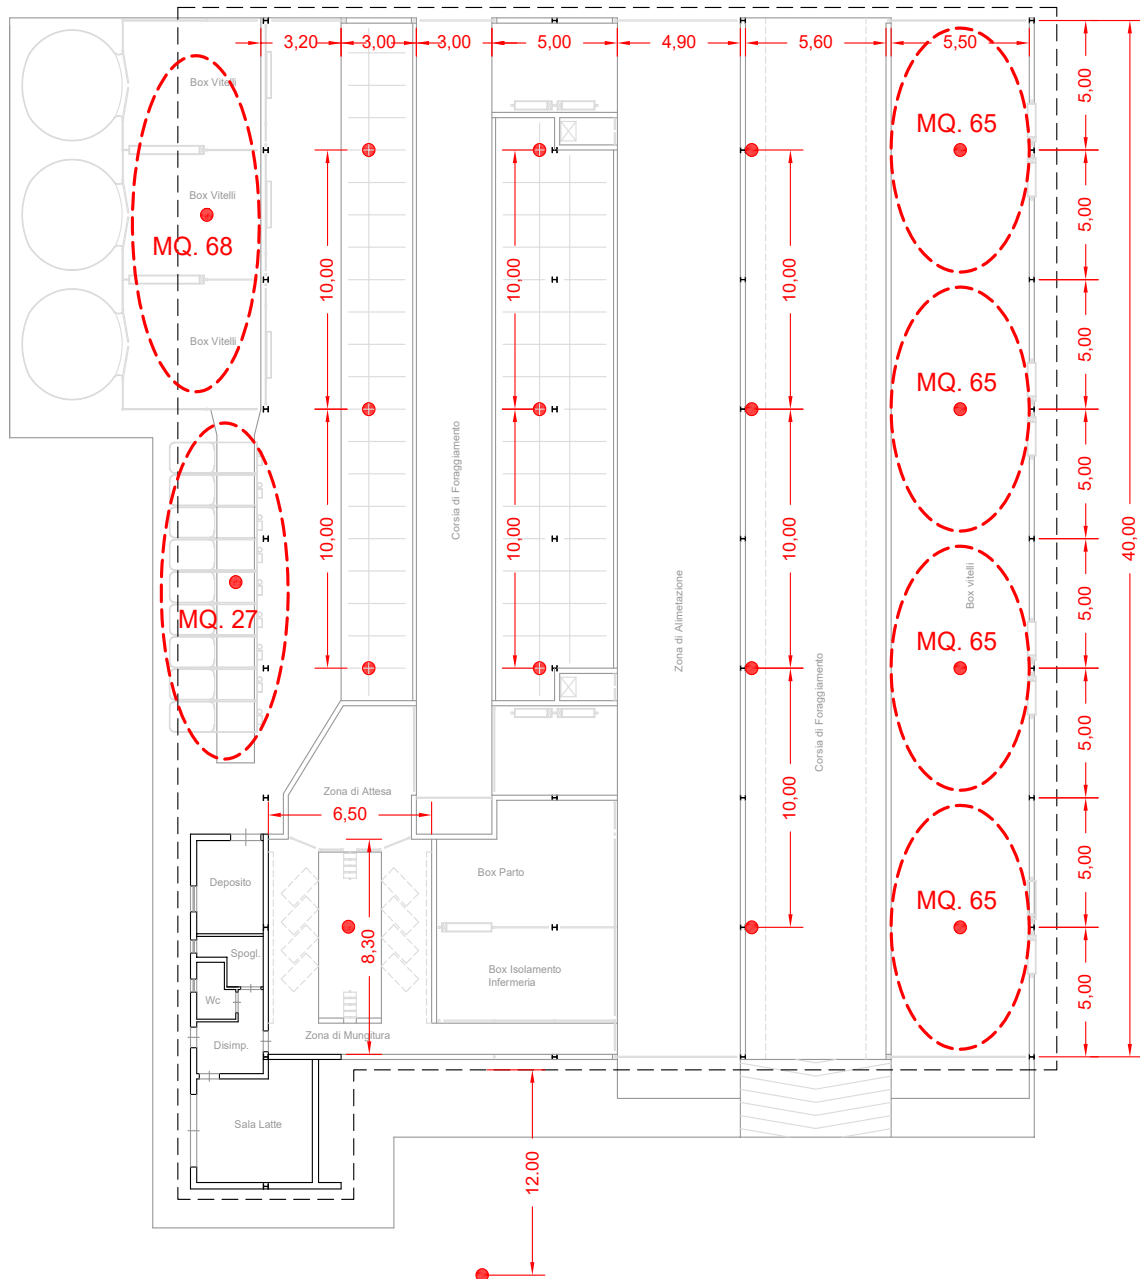 3,20
3,00
3,00
5,00
4,90
5,60
5,50
Box Vitelli
MQ. 65
5,00
Box Vitelli
MQ. 68
5,00
10,00
10,00
10,00
Box Vitelli
5,00
MQ. 65
Corsia di Foraggiamento
5,00
10,00
10,00
10,00
40,00
MQ. 27
Zona di Alimetazione
Box vitelli
5,00
MQ. 65
Corsia di Foraggiamento
5,00
Zona di Attesa
6,50
10,00
Deposito
Box Parto
5,00
MQ. 65
8,30
Spogl.
Box Isolamento
Infermeria
Wc
5,00
Zona di Mungitura
Disimp.
Sala Latte
12.00